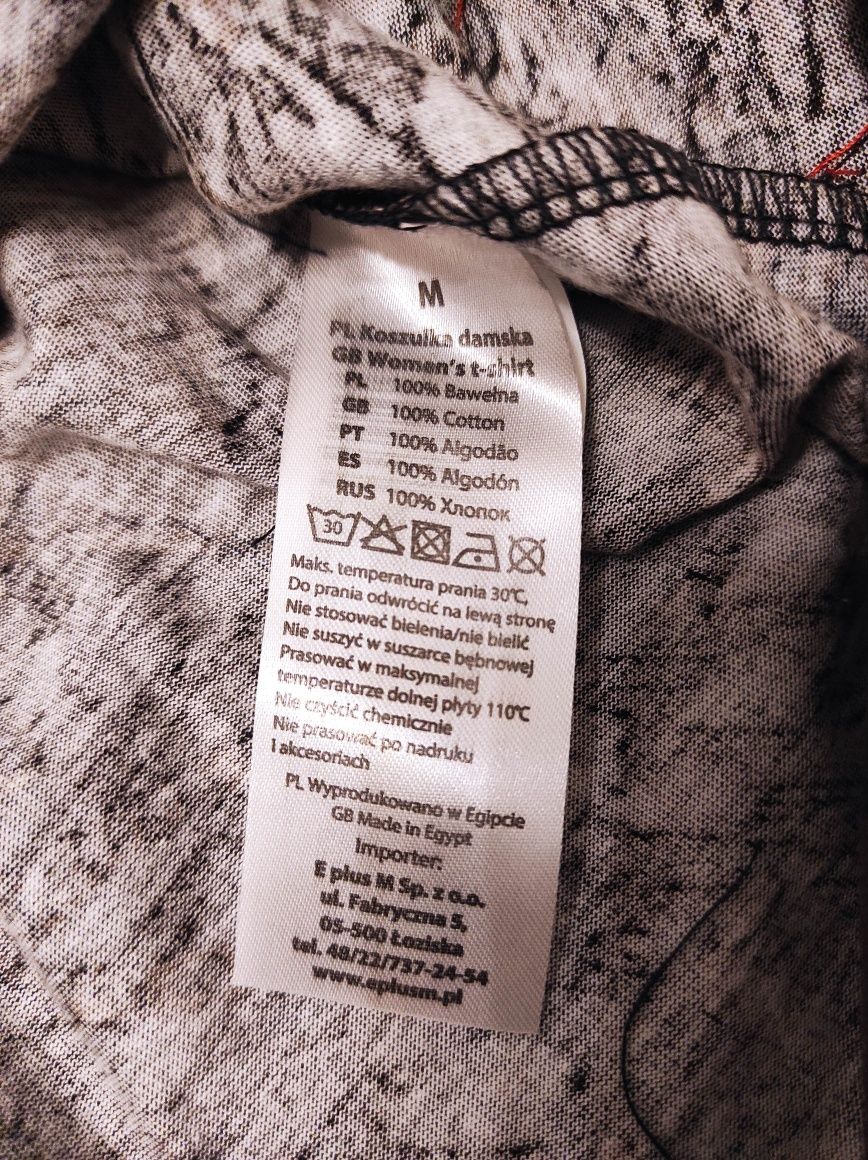 M
PL Koszulka damska
GB Women's t-shirt
PL 100% Bawełna
GB 100% Cotton
PT 100% Algodão
ES 100% Algodón
RUS 100% Хлопок
30
Maks. temperatura prania 30℃,
Do prania odwrócić na lewą stronę
Nie stosować bielenia/nie bielić
Nie suszyć w suszarce bębnowej
Prasować w maksymalnej
temperaturze dolnej płyty 110℃
Nie czyścić chemicznie
Nie prasować po nadruku
i akcesoriach
PL Wyprodukowano w Egipcie
GB Made in Egypt
Importer:
E plus M Sp. z o.o.
ul. Fabryczna 5,
05-500 Łoziska
tel. 48/22/737-24-54
www.eplusm.pl